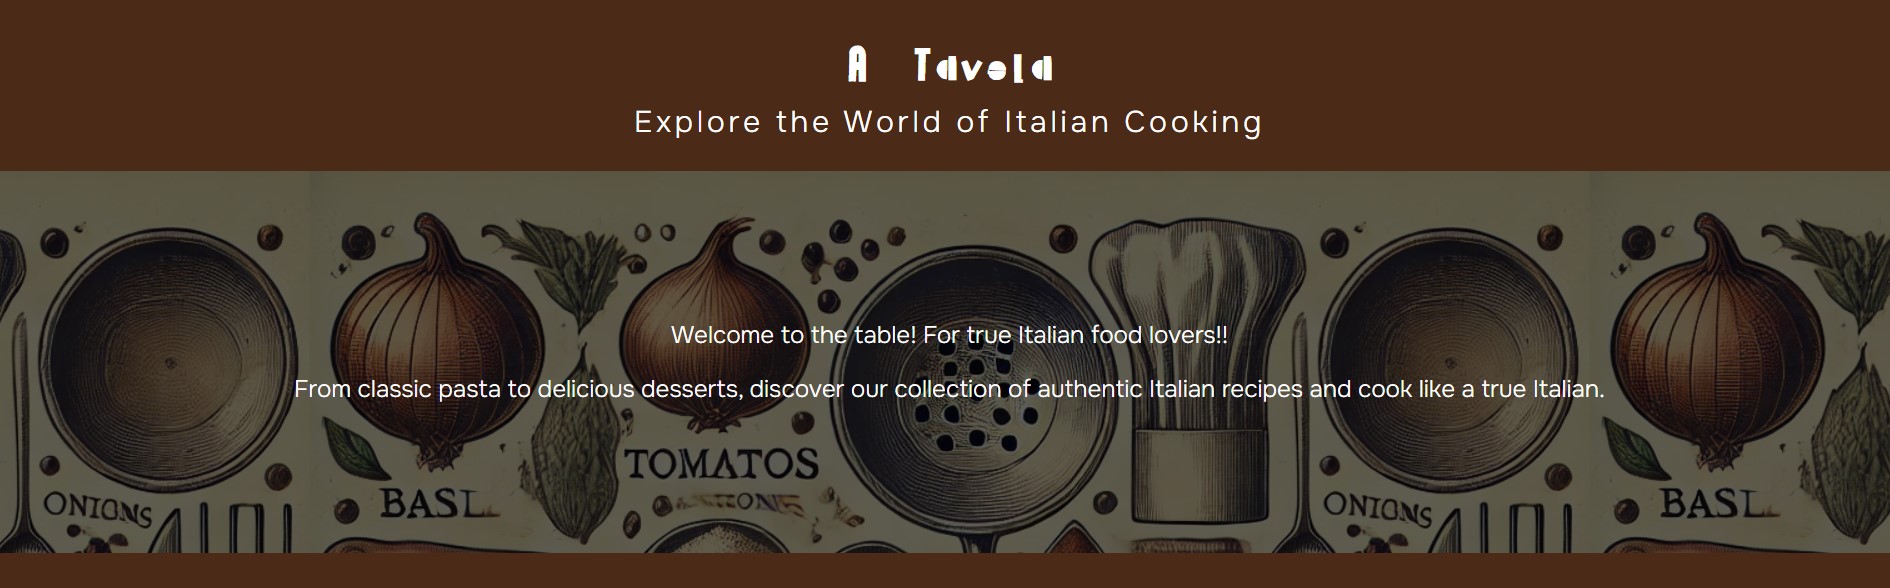 A Tavola
Explore the World of Italian Cooking
Welcome to the table! For true Italian food lovers!!
From classic pasta to delicious desserts, discover our collection of authentic Italian recipes and cook like a true Italian.
TOMATOS
ONIONS
BASL
ONIONS
BASL